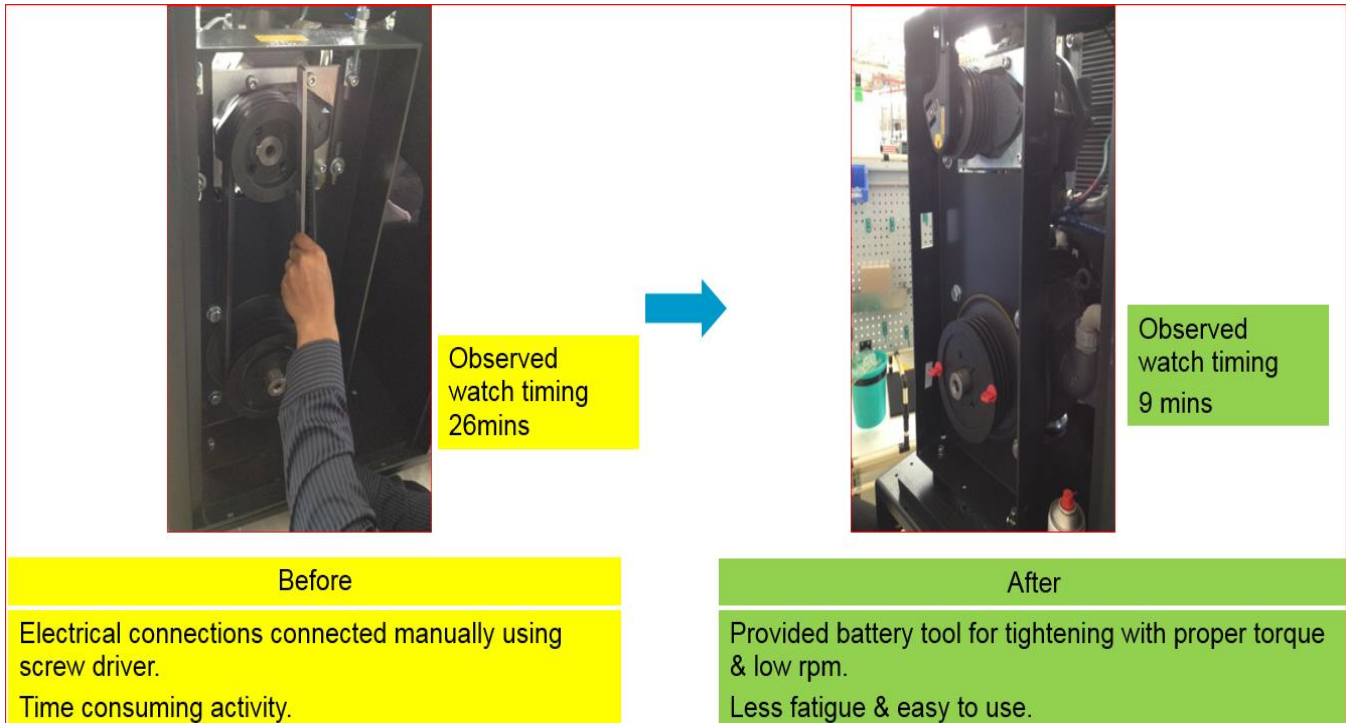 Observed
watch timing
26mins
Observed
watch timing
9 mins
Before
Electrical connections connected manually using
screw driver.
Time consuming activity.
After
Provided battery tool for tightening with proper torque
& low rpm.
Less fatigue & easy to use.